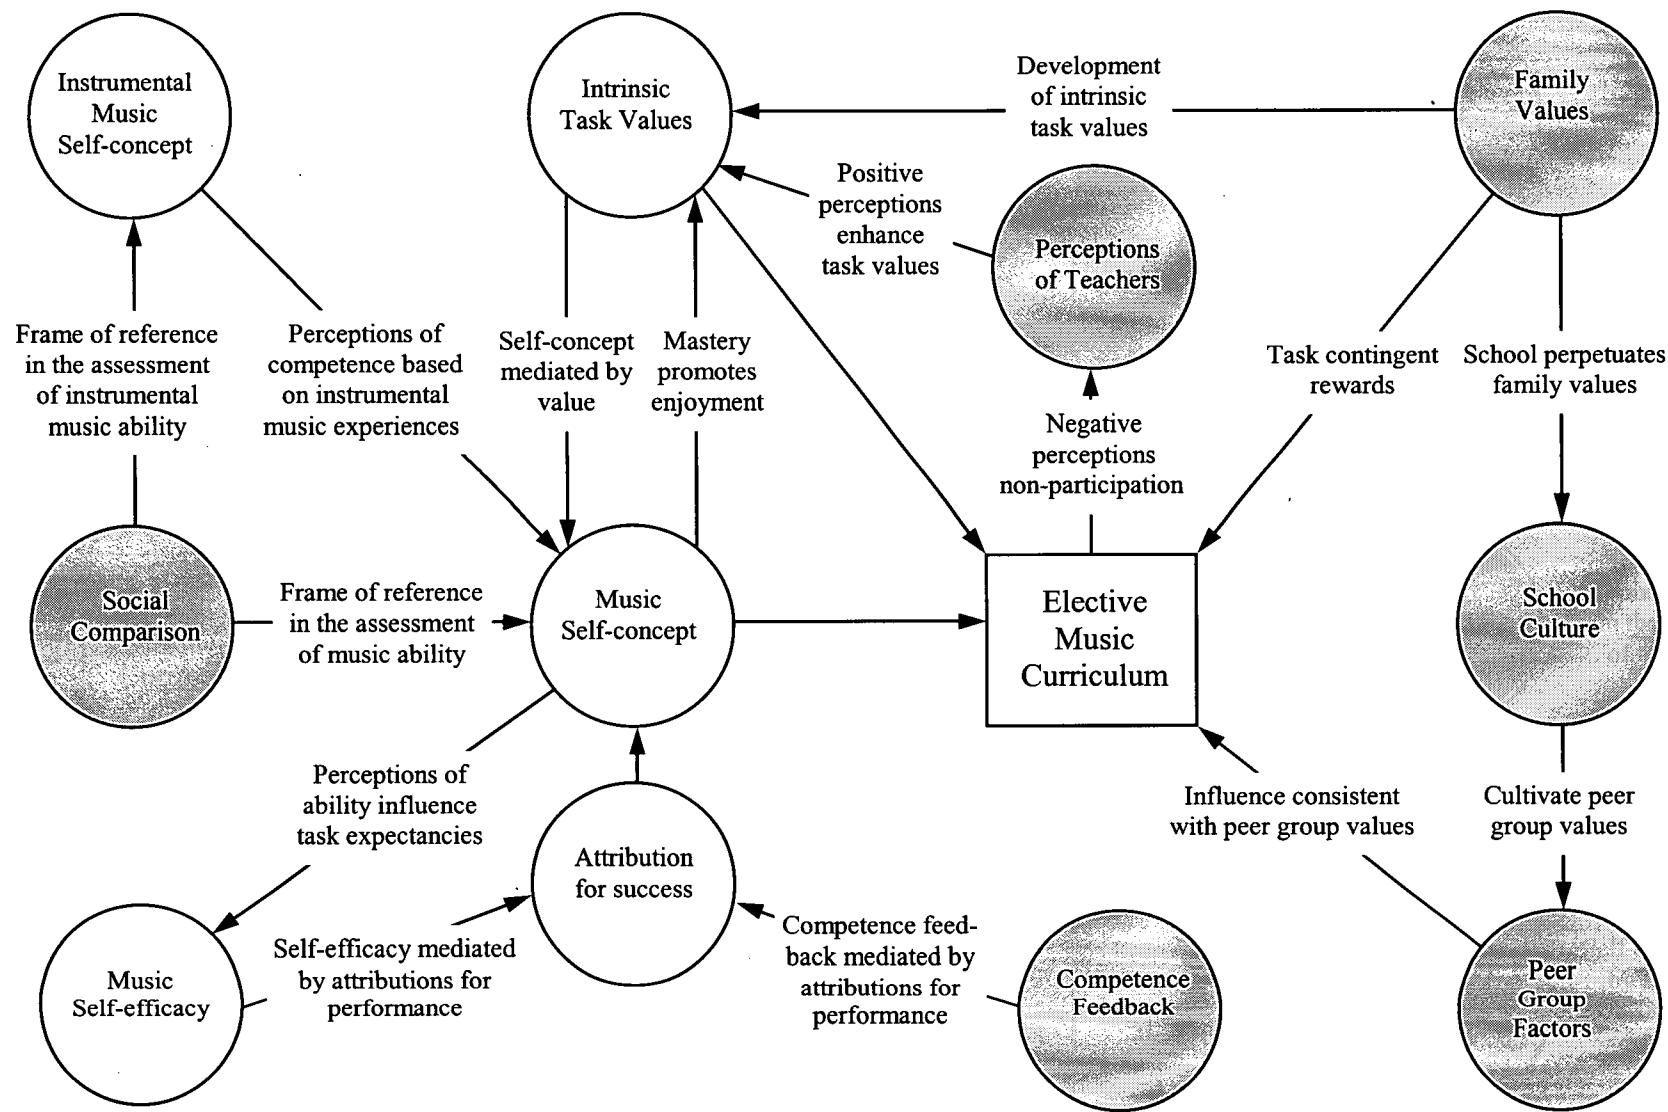 Instrumental
Music
Self-concept
Intrinsic
Task Values
Development
of intrinsic
task values
Family
Values
Positive
perceptions
enhance
task values
Perceptions
of Teachers
Frame of reference
in the assessment
of instrumental
music ability
Perceptions of
competence based
on instrumental
music experiences
Self-concept
mediated by
value
Mastery
promotes
enjoyment
Task contingent
rewards
School perpetuates
family values
Negative
perceptions
non-participation
Social
Comparison
Frame of reference
in the assessment
of music ability
Music
Self-concept
Elective
Music
Curriculum
School
Culture
Perceptions of
ability influence
task expectancies
Attribution
for success
Influence consistent
with peer group values
Cultivate peer
group values
Music
Self-efficacy
Self-efficacy mediated
by attributions for
performance
Competence feed-
back mediated by
attributions for
performance
Competence
Feedback
Peer
Group
Factors